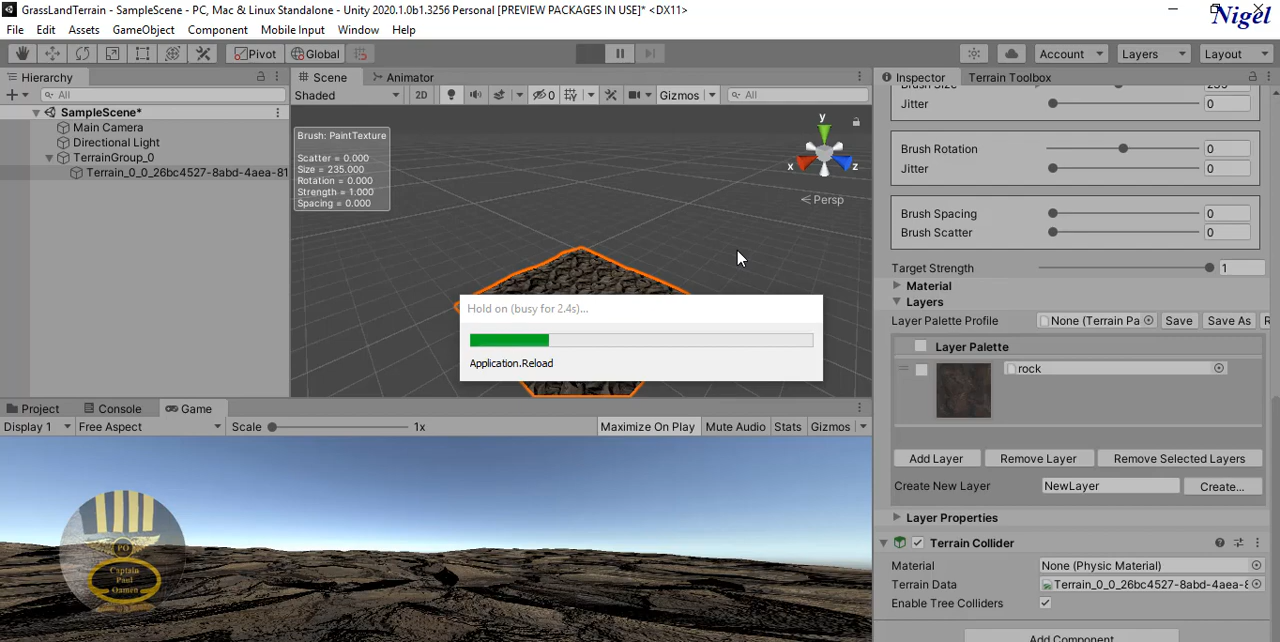 GrassLandTerrain - SampleScene - PC, Mac & Linux Standalone - Unity 2020.1.0b1.3256 Personal [PREVIEW PACKAGES IN USE]* <DX11>
Nigel
File Edit Assets GameObject Component Mobile Input Window Help
Pivot Global Account Layers Layout
Hierarchy
All
SampleScene*
Main Camera
Directional Light
TerrainGroup_0
Terrain_0_0_26bc4527-8abd-4aea-81
Scene Animator
Shaded 2D 0 Gizmos All
Brush: PaintTexture
Scatter = 0.000
Size = 235.000
Rotation = 0.000
Strength = 1.000
Spacing = 0.000
y
x z
Persp
Hold on (busy for 2.4s)...
Application.Reload
Project Console Game
Display 1 Free Aspect Scale 1x Maximize On Play Mute Audio Stats Gizmos
PO
Captain
Paul
Inspector Terrain Toolbox
Brush Size 235
Jitter 0
Brush Rotation 0
Jitter 0
Brush Spacing 0
Brush Scatter 0
Target Strength 1
Material
Layers
Layer Palette Profile None (Terrain Pa Save Save As R
Layer Palette
rock
Add Layer Remove Layer Remove Selected Layers
Create New Layer NewLayer Create...
Layer Properties
Terrain Collider
Material None (Physic Material)
Terrain Data Terrain_0_0_26bc4527-8abd-4aea-8
Enable Tree Colliders
Add Component